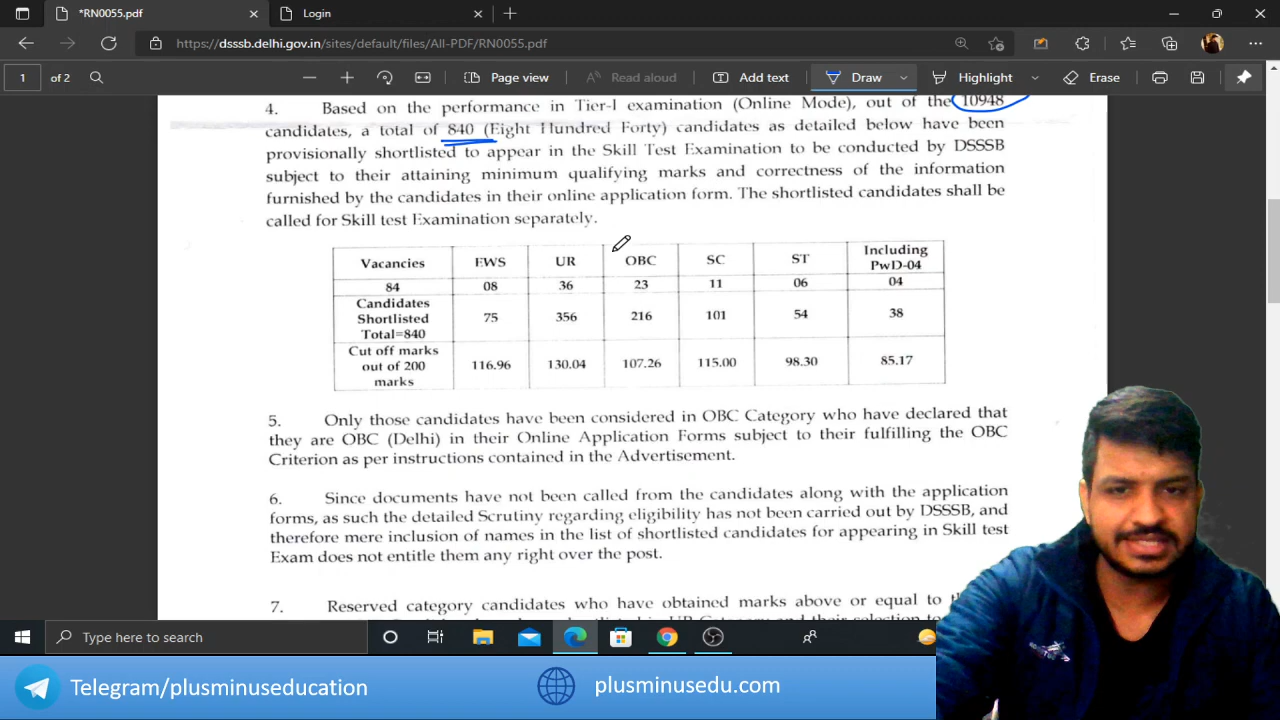 *RN0055.pdf
Login
https://dsssb.delhi.gov.in/sites/default/files/All-PDF/RN0055.pdf
1 of 2
Page view
Read aloud
Add text
Draw
Highlight
Erase
4. Based on the performance in Tier-I examination (Online Mode), out of the 10948
candidates, a total of 840 (Eight Hundred Forty) candidates as detailed below have been
provisionally shortlisted to appear in the Skill Test Examination to be conducted by DSSSB
subject to their attaining minimum qualifying marks and correctness of the information
furnished by the candidates in their online application form. The shortlisted candidates shall be
called for Skill test Examination separately.
Vacancies EWS UR OBC SC ST Including PwD-04
84 08 36 23 11 06 04
Candidates Shortlisted Total=840 75 356 216 101 54 38
Cut off marks out of 200 marks 116.96 130.04 107.26 115.00 98.30 85.17
5. Only those candidates have been considered in OBC Category who have declared that
they are OBC (Delhi) in their Online Application Forms subject to their fulfilling the OBC
Criterion as per instructions contained in the Advertisement.
6. Since documents have not been called from the candidates along with the application
forms, as such the detailed Scrutiny regarding eligibility has not been carried out by DSSSB, and
therefore mere inclusion of names in the list of shortlisted candidates for appearing in Skill test
Exam does not entitle them any right over the post.
7. Reserved category candidates who have obtained marks above or equal to
Type here to search
Telegram/plusminuseducation
plusminusedu.com